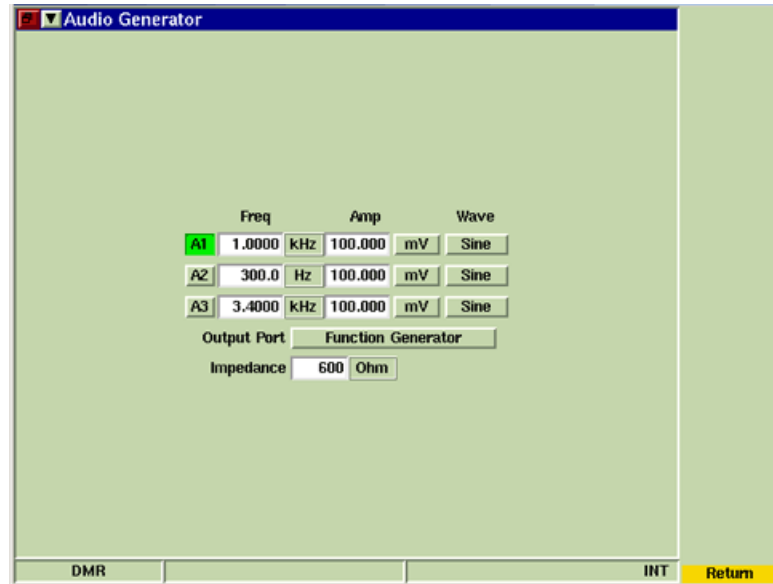 Audio Generator
Freq Amp Wave
A1 1.0000 kHz 100.000 mV Sine
A2 300.0 Hz 100.000 mV Sine
A3 3.4000 kHz 100.000 mV Sine
Output Port Function Generator
Impedance 600 Ohm
DMR INT Return